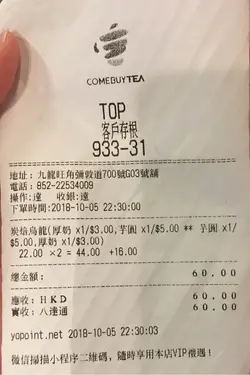 COMEBUYTEA
TOP
客戶存根
933-31
地址: 九龍旺角彌敦道700號G03號舖
電話: 852-22534009
操作:遠 收銀:遠
下單時間:2018-10-05 22:30:00
炭焙烏龍(厚奶 x1/$3.00,芋圓 x1/$5.00 ** 芋圓 x1/
$5.00,厚奶 x1/$3.00)
22.00 ×2 = 44.00 +16.00
總金額: 60.00
應收: HKD 60.00
實收: 八達通 60.00
yopoint.net 2018-10-05 22:30:03
微信掃描小程序二維碼, 隨時享用本店VIP禮遇!